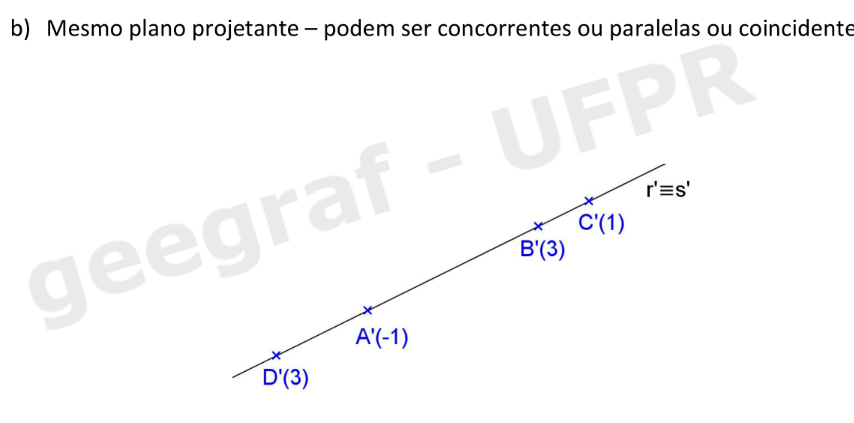 b) Mesmo plano projetante – podem ser concorrentes ou paralelas ou coincidente
geegraf - UFPR
r'≡s'
C'(1)
B'(3)
A'(-1)
D'(3)